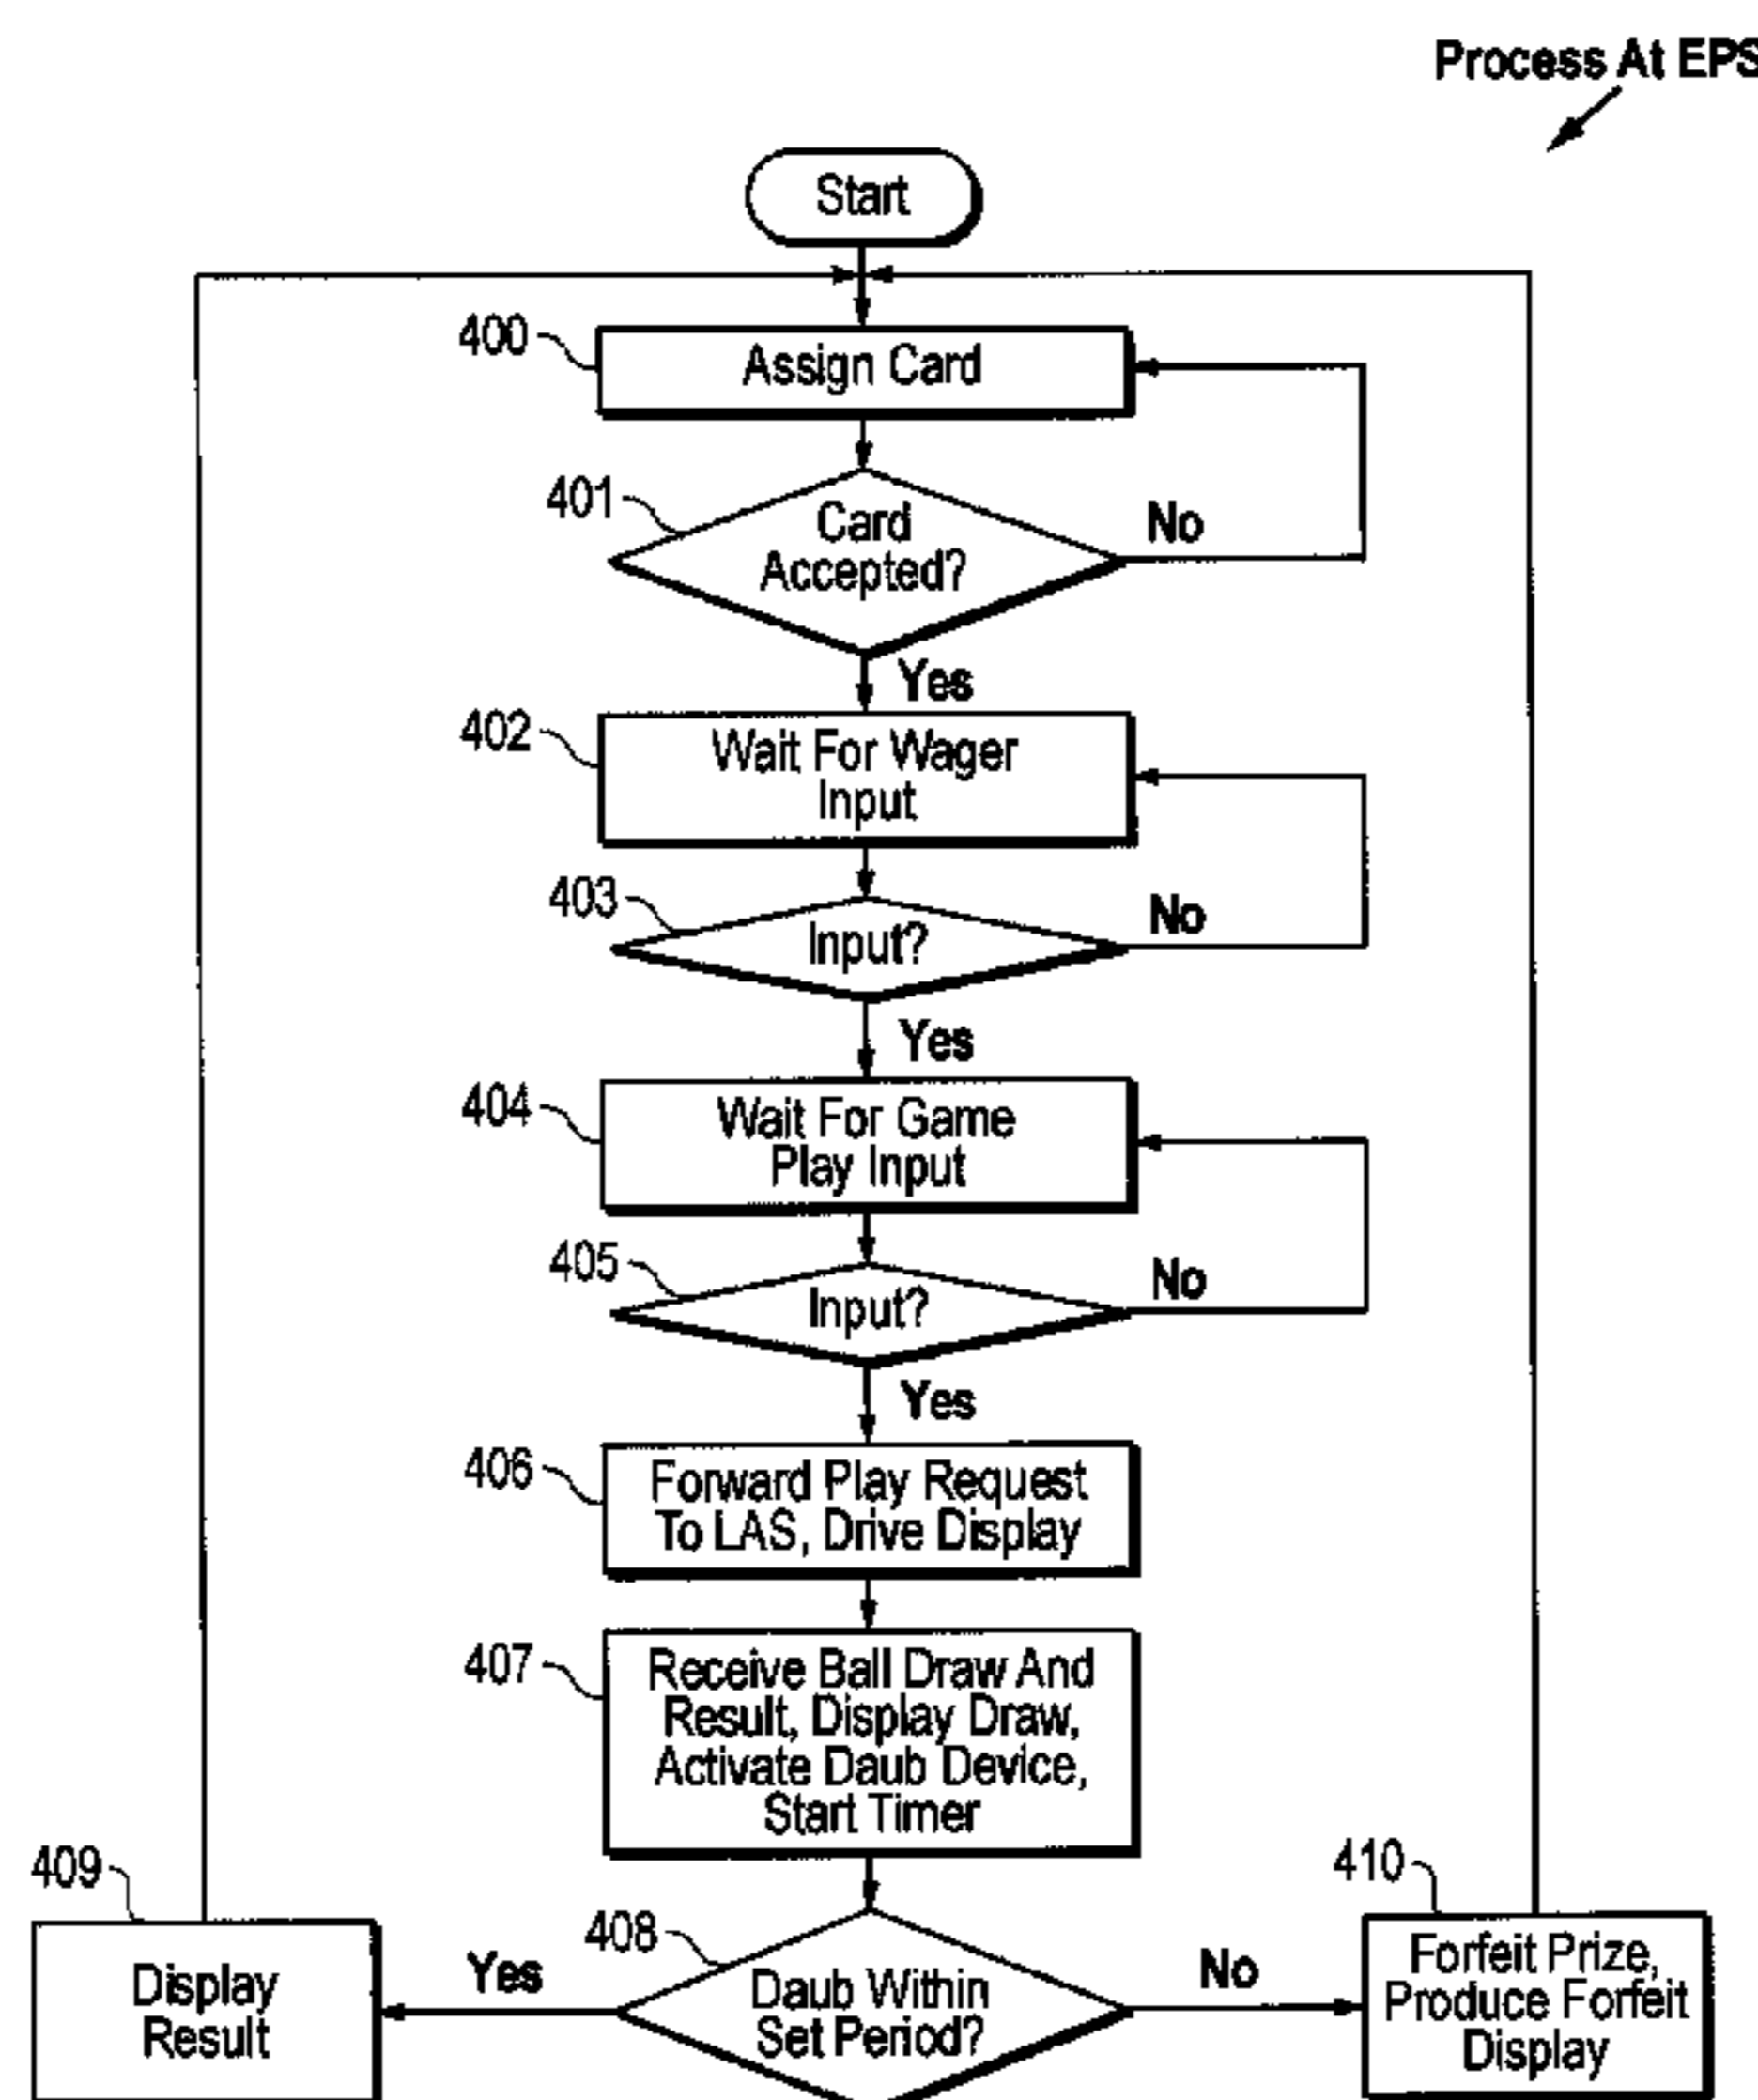 Process At EPS
Start
400
Assign Card
401
Card
Accepted?
No
Yes
402
Wait For Wager
Input
403
Input?
No
Yes
404
Wait For Game
Play Input
405
Input?
No
Yes
406
Forward Play Request
To LAS, Drive Display
407
Receive Ball Draw And
Result, Display Draw,
Activate Daub Device,
Start Timer
408
Daub Within
Set Period?
Yes
No
409
Display
Result
410
Forfeit Prize,
Produce Forfeit
Display